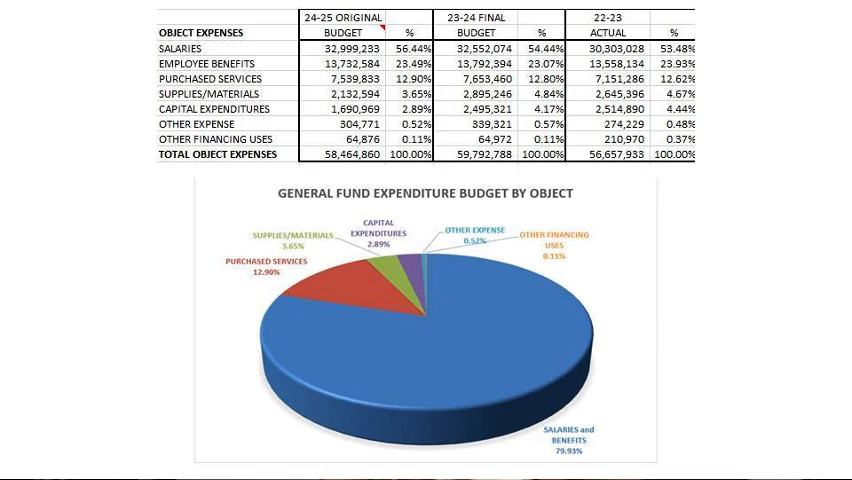 24-25 ORIGINAL 23-24 FINAL 22-23
OBJECT EXPENSES BUDGET % BUDGET % ACTUAL %
SALARIES 32,999,233 56.44% 32,552,074 54.44% 30,303,028 53.48%
EMPLOYEE BENEFITS 13,732,584 23.49% 13,792,394 23.07% 13,558,134 23.93%
PURCHASED SERVICES 7,539,833 12.90% 7,653,460 12.80% 7,151,286 12.62%
SUPPLIES/MATERIALS 2,132,594 3.65% 2,895,246 4.84% 2,645,396 4.67%
CAPITAL EXPENDITURES 1,690,969 2.89% 2,495,321 4.17% 2,514,890 4.44%
OTHER EXPENSE 304,771 0.52% 339,321 0.57% 274,229 0.48%
OTHER FINANCING USES 64,876 0.11% 64,972 0.11% 210,970 0.37%
TOTAL OBJECT EXPENSES 58,464,860 100.00% 59,792,788 100.00% 56,657,933 100.00%
GENERAL FUND EXPENDITURE BUDGET BY OBJECT
CAPITAL
EXPENDITURES
2.89%
SUPPLIES/MATERIALS
3.65%
OTHER EXPENSE
0.52%
OTHER FINANCING
USES
0.11%
PURCHASED SERVICES
12.90%
SALARIES and
BENEFITS
79.93%